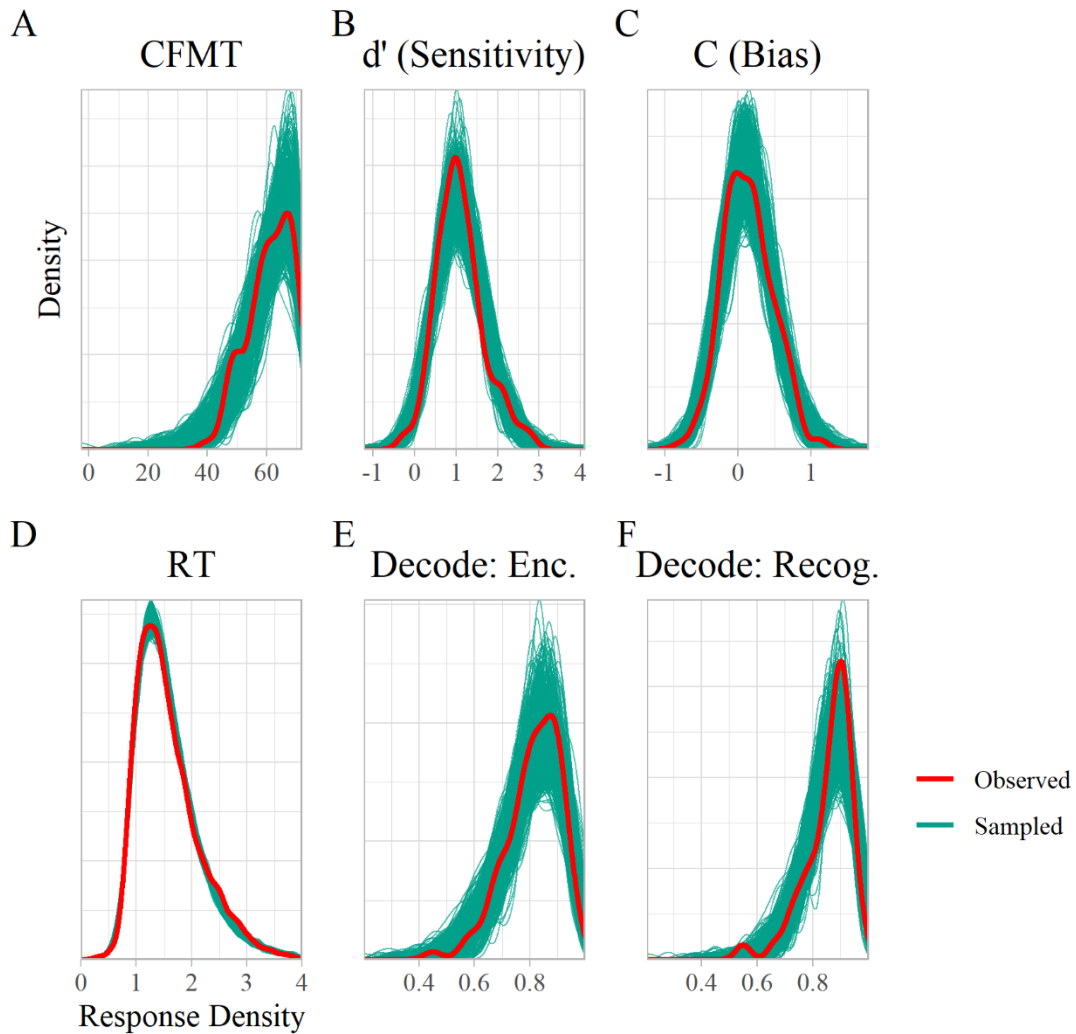 A
CFMT
B
d' (Sensitivity)
C
C (Bias)
Density
0 20 40 60
-1 0 1 2 3 4
-1 0 1
D
RT
E
Decode: Enc.
F
Decode: Recog.
Observed
Sampled
0 1 2 3 4
0.4 0.6 0.8
0.4 0.6 0.8
Response Density